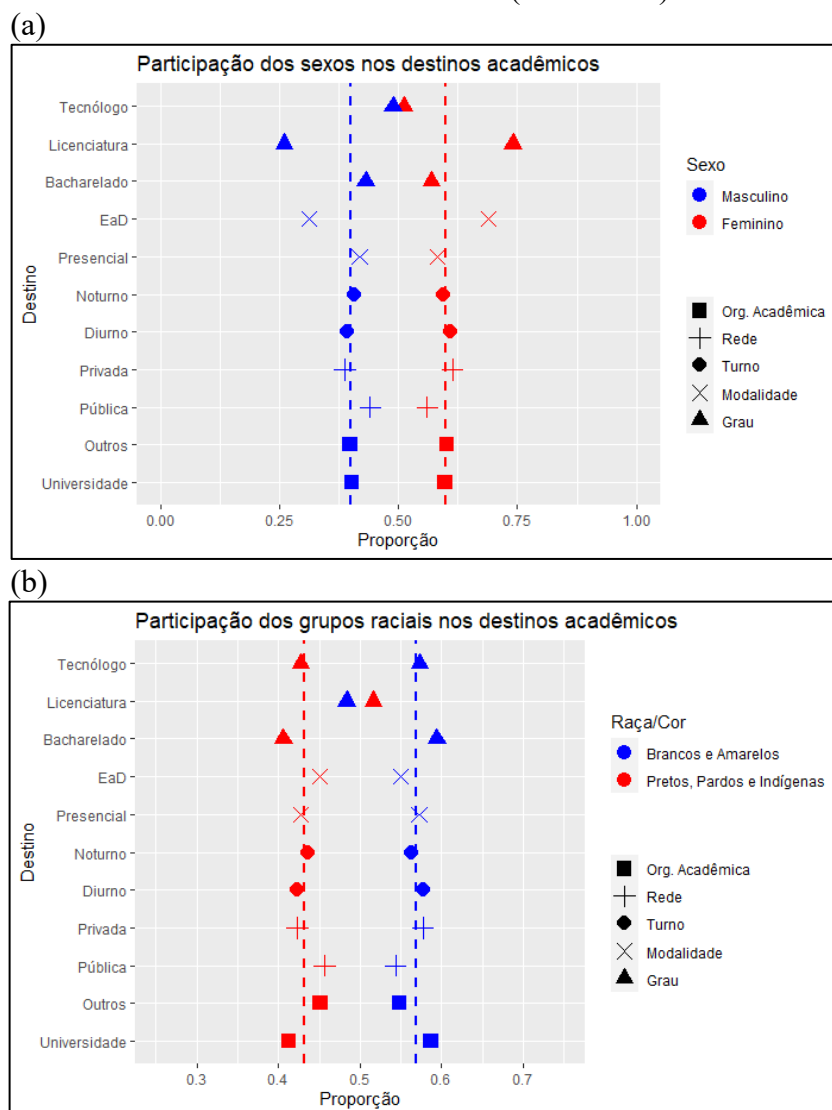 (a)
Participação dos sexos nos destinos acadêmicos
Tecnólogo
Licenciatura
Bacharelado
EaD
Presencial
Noturno
Diurno
Privada
Pública
Outros
Universidade
Destino
0.00 0.25 0.50 0.75 1.00
Proporção
Sexo
Masculino
Feminino
Org. Acadêmica
Rede
Turno
Modalidade
Grau
(b)
Participação dos grupos raciais nos destinos acadêmicos
Tecnólogo
Licenciatura
Bacharelado
EaD
Presencial
Noturno
Diurno
Privada
Pública
Outros
Universidade
Destino
0.3 0.4 0.5 0.6 0.7
Proporção
Raça/Cor
Brancos e Amarelos
Pretos, Pardos e Indígenas
Org. Acadêmica
Rede
Turno
Modalidade
Grau